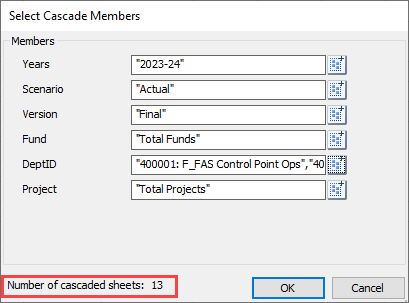 Select Cascade Members
Members
Years "2023-24"
Scenario "Actual"
Version "Final"
Fund "Total Funds"
DeptID "400001: F_FAS Control Point Ops","40
Project "Total Projects"
Number of cascaded sheets: 13
OK Cancel